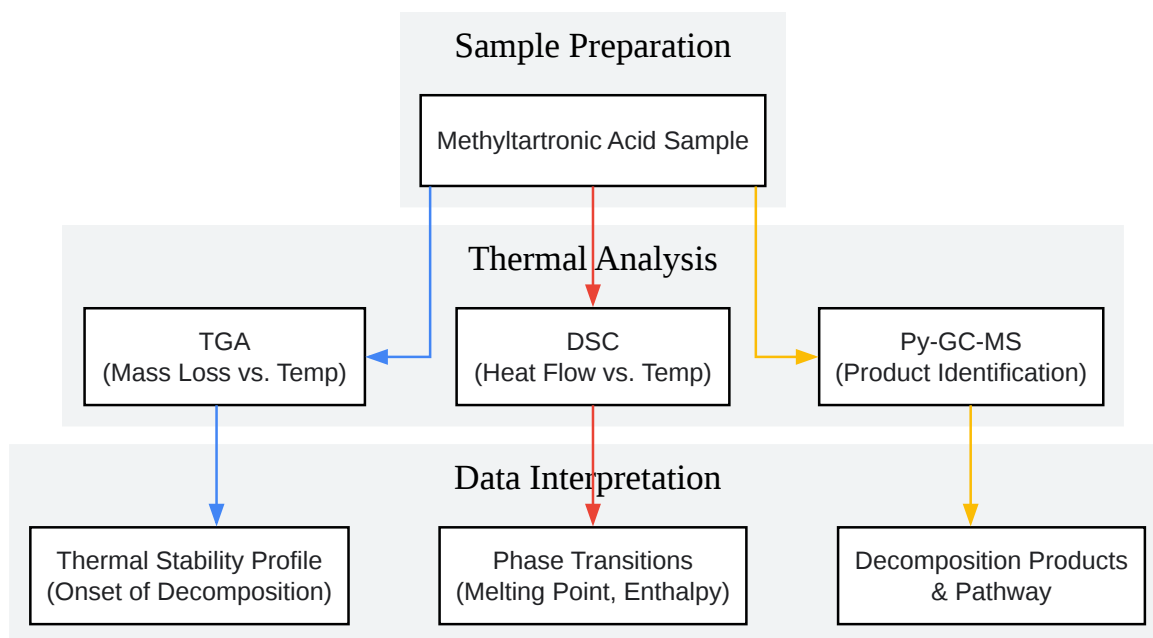 Sample Preparation
Methyltartronic Acid Sample
Thermal Analysis
TGA
(Mass Loss vs. Temp)
DSC
(Heat Flow vs. Temp)
Py-GC-MS
(Product Identification)
Data Interpretation
Thermal Stability Profile
(Onset of Decomposition)
Phase Transitions
(Melting Point, Enthalpy)
Decomposition Products
& Pathway